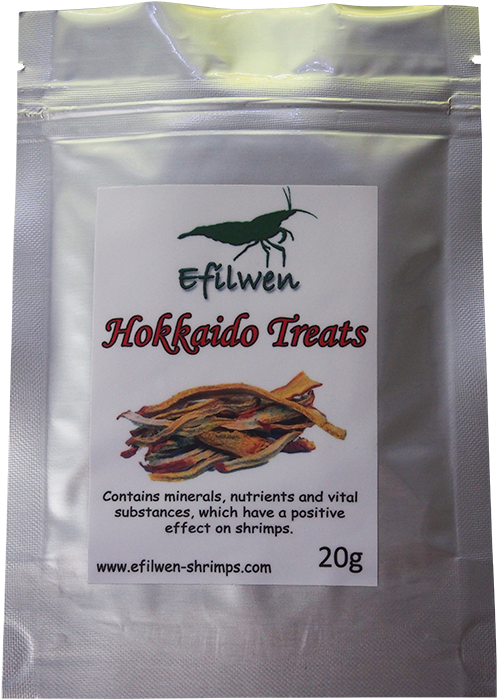 Efilwen
Hokkaido Treats
Contains minerals, nutrients and vital
substances, which have a positive
effect on shrimps.
www.efilwen-shrimps.com 20g